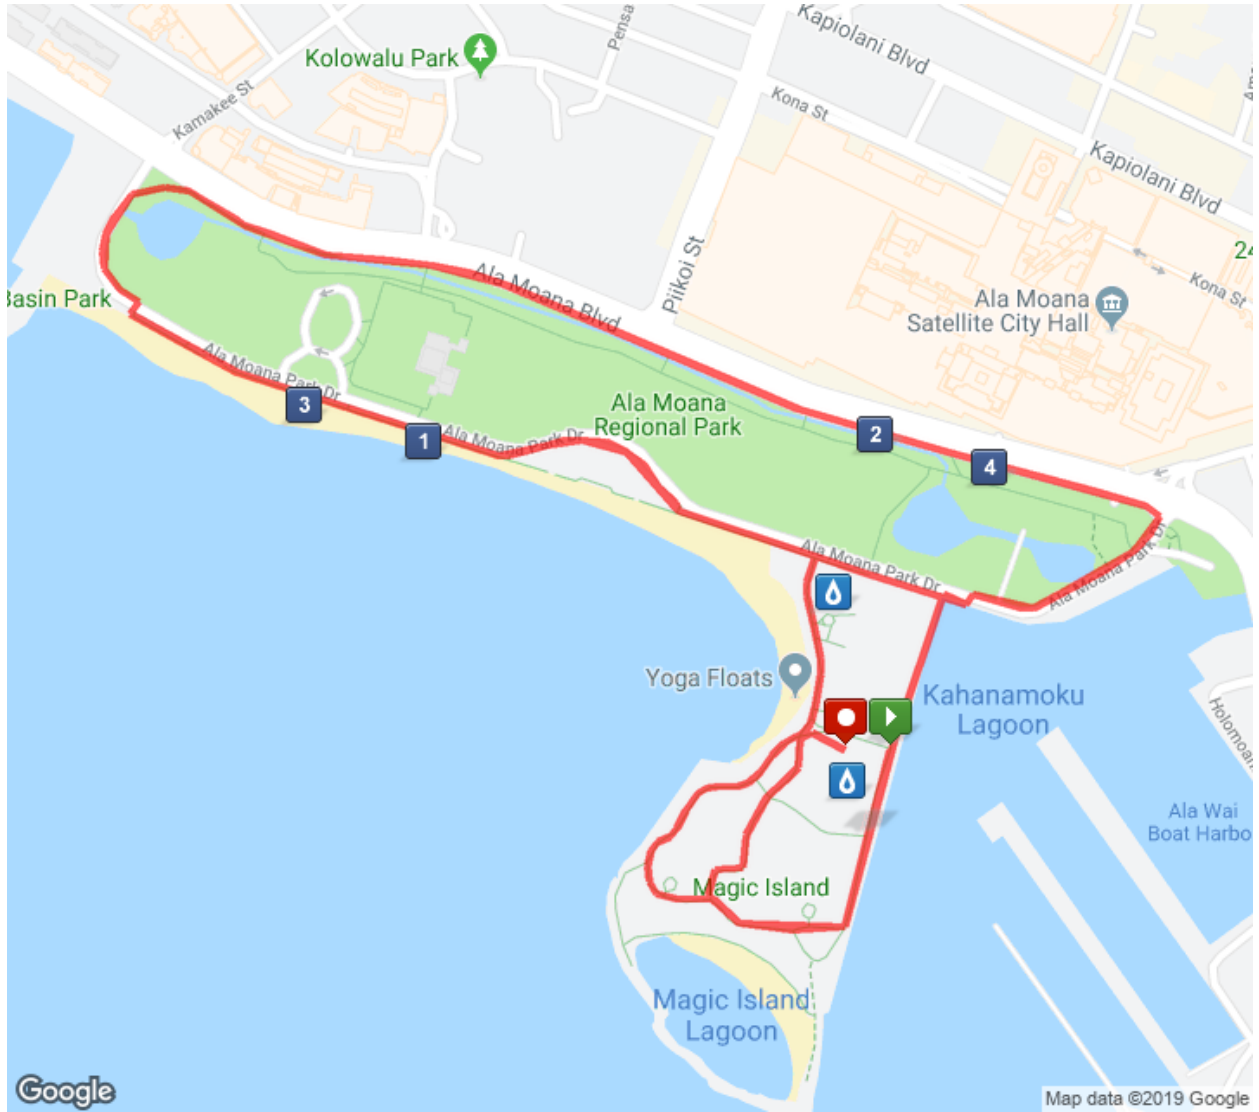 Kapiolani Blvd
Pensa
Kolowalu Park
Kona St
Kamakee St
Kapiolani Blvd
Piikoi St
24
Kona St
Ala Moana Blvd
Ala Moana
Satellite City Hall
Basin Park
Ala Moana Park Dr
3
1
Ala Moana Park Dr
Ala Moana
Regional Park
2
4
Ala Moana Park Dr
Ala Moana Park Dr
Yoga Floats
Kahanamoku
Lagoon
Holomoan
Ala Wai
Boat Harbo
Magic Island
Magic Island
Lagoon
Google
Map data ©2019 Google